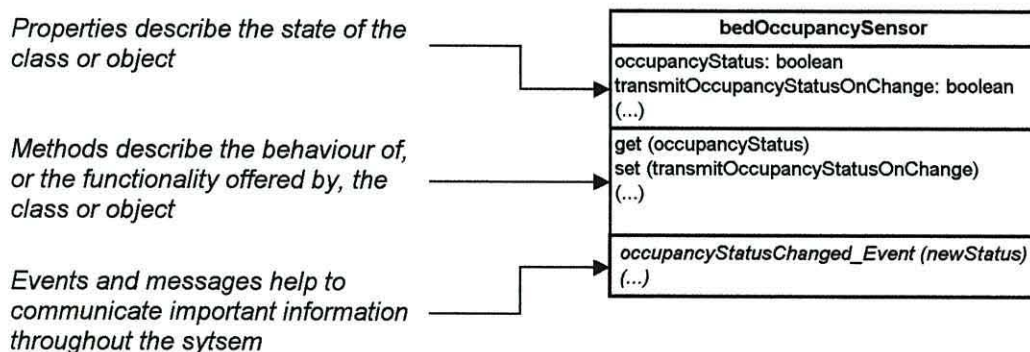 Properties describe the state of the
class or object
Methods describe the behaviour of,
or the functionality offered by, the
class or object
Events and messages help to
communicate important information
throughout the sytsem
bedOccupancySensor
occupancyStatus: boolean
transmitOccupancyStatusOnChange: boolean
(...)
get (occupancyStatus)
set (transmitOccupancyStatusOnChange)
(...)
occupancyStatusChanged_Event (newStatus)
(...)